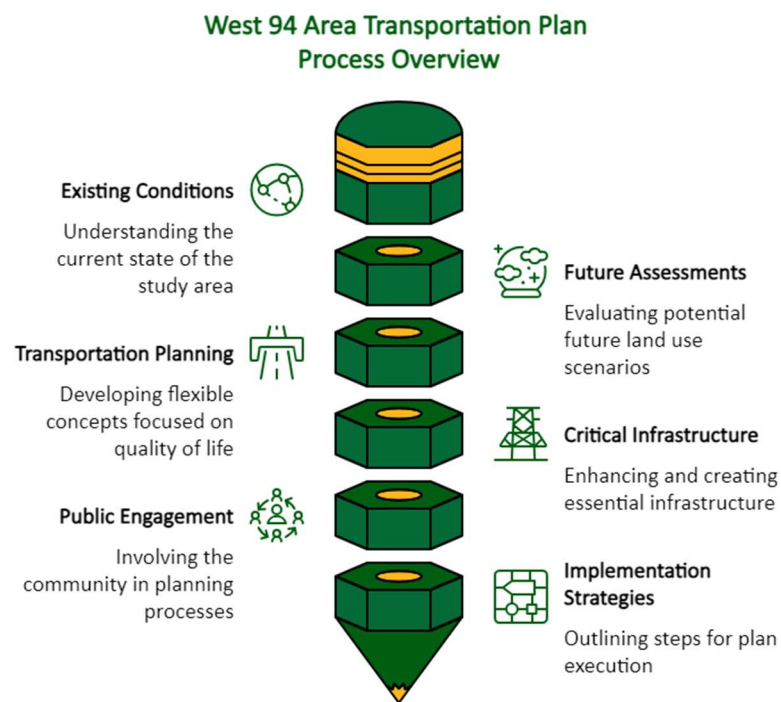 West 94 Area Transportation Plan
Process Overview
Existing Conditions
Understanding the
current state of the
study area
Future Assessments
Evaluating potential
future land use
scenarios
Transportation Planning
Developing flexible
concepts focused on
quality of life
Critical Infrastructure
Enhancing and creating
essential infrastructure
Public Engagement
Involving the
community in planning
processes
Implementation
Strategies
Outlining steps for plan
execution